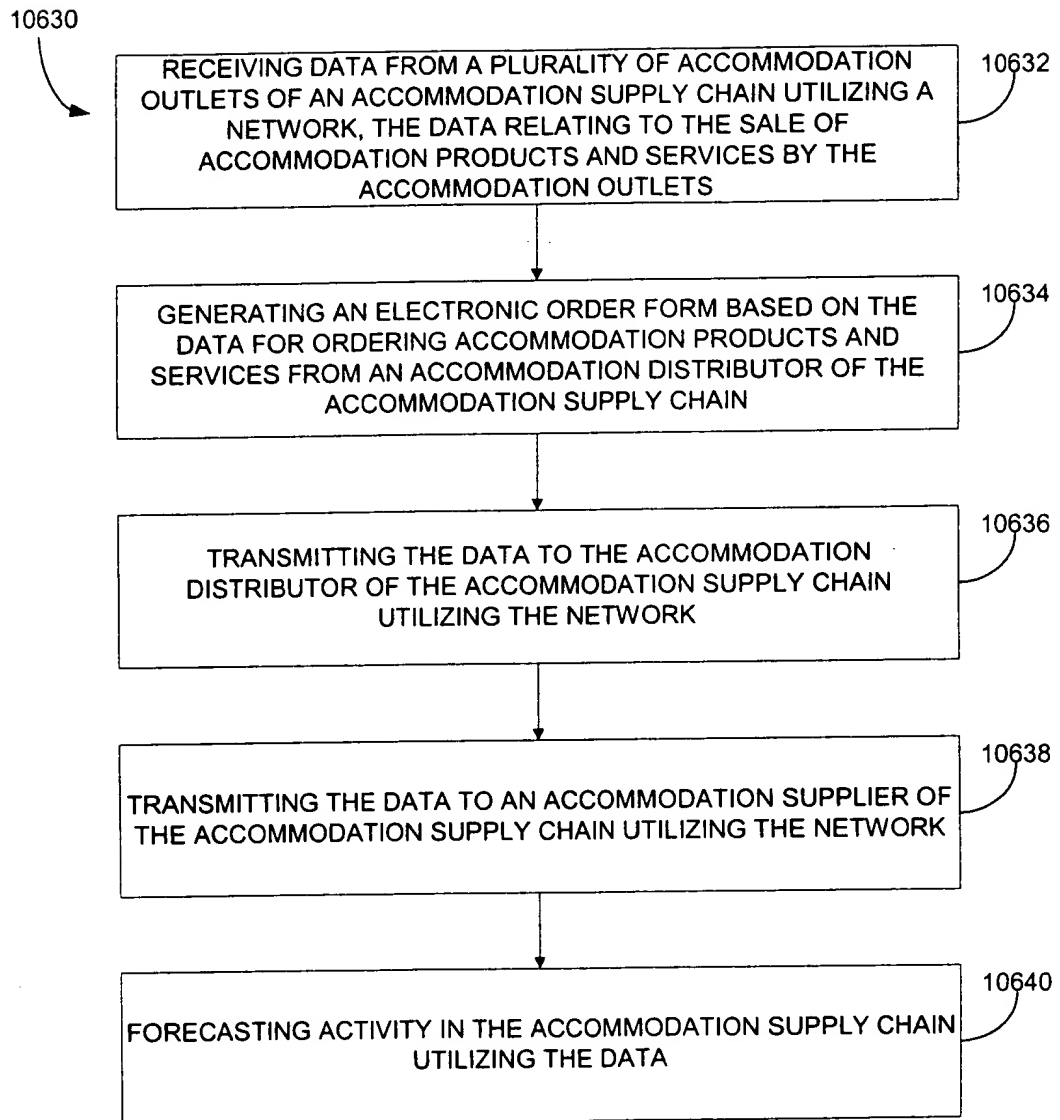 10630
RECEIVING DATA FROM A PLURALITY OF ACCOMMODATION
OUTLETS OF AN ACCOMMODATION SUPPLY CHAIN UTILIZING A
NETWORK, THE DATA RELATING TO THE SALE OF
ACCOMMODATION PRODUCTS AND SERVICES BY THE
ACCOMMODATION OUTLETS
10632
GENERATING AN ELECTRONIC ORDER FORM BASED ON THE
DATA FOR ORDERING ACCOMMODATION PRODUCTS AND
SERVICES FROM AN ACCOMMODATION DISTRIBUTOR OF THE
ACCOMMODATION SUPPLY CHAIN
10634
TRANSMITTING THE DATA TO THE ACCOMMODATION
DISTRIBUTOR OF THE ACCOMMODATION SUPPLY CHAIN
UTILIZING THE NETWORK
10636
TRANSMITTING THE DATA TO AN ACCOMMODATION SUPPLIER OF
THE ACCOMMODATION SUPPLY CHAIN UTILIZING THE NETWORK
10638
FORECASTING ACTIVITY IN THE ACCOMMODATION SUPPLY CHAIN
UTILIZING THE DATA
10640